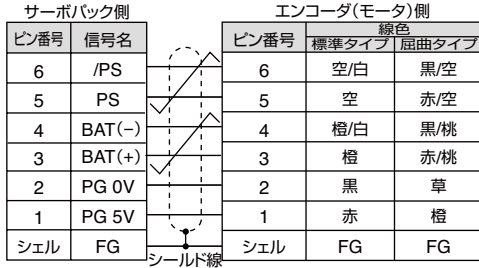 サーボパック側 エンコーダ(モータ)側
ピン番号 信号名 ピン番号 線色
標準タイプ 屈曲タイプ
6 /PS 6 空/白 黒/空
5 PS 5 空 赤/空
4 BAT(−) 4 橙/白 黒/桃
3 BAT(+) 3 橙 赤/桃
2 PG 0V 2 黒 草
1 PG 5V 1 赤 橙
シェル FG シェル FG FG
シールド線